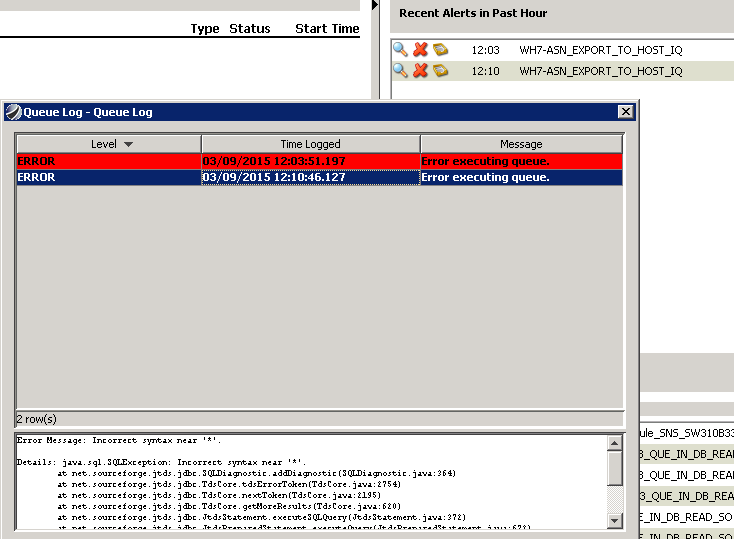 Type Status Start Time
Recent Alerts in Past Hour
12:03 WH7-ASN_EXPORT_TO_HOST_IQ
12:10 WH7-ASN_EXPORT_TO_HOST_IQ
Queue Log - Queue Log
Level Time Logged Message
ERROR 03/09/2015 12:03:51.197 Error executing queue.
ERROR 03/09/2015 12:10:46.127 Error executing queue.
2 row(s)
Error Message: Incorrect syntax near '*'.
Details: java.sql.SQLException: Incorrect syntax near '*'.
at net.sourceforge.jtds.jdbc.SQLDiagnostic.addDiagnostic(SQLDiagnostic.java:364)
at net.sourceforge.jtds.jdbc.TdsCore.tdsErrorToken(TdsCore.java:2754)
at net.sourceforge.jtds.jdbc.TdsCore.nextToken(TdsCore.java:2195)
at net.sourceforge.jtds.jdbc.TdsCore.getMoreResults(TdsCore.java:620)
at net.sourceforge.jtds.jdbc.JtdsStatement.executeSQLQuery(JtdsStatement.java:372)
at net.sourceforge.jtds.jdbc.JtdsPreparedStatement.executeQuery(JtdsPreparedStatement.java:672)
ule_SNS_SW310B33
_QUE_IN_DB_REA
_QUE_IN_DB_REA
3_QUE_IN_DB_REA
E_IN_DB_READ_SO
E_IN_DB_READ_SO